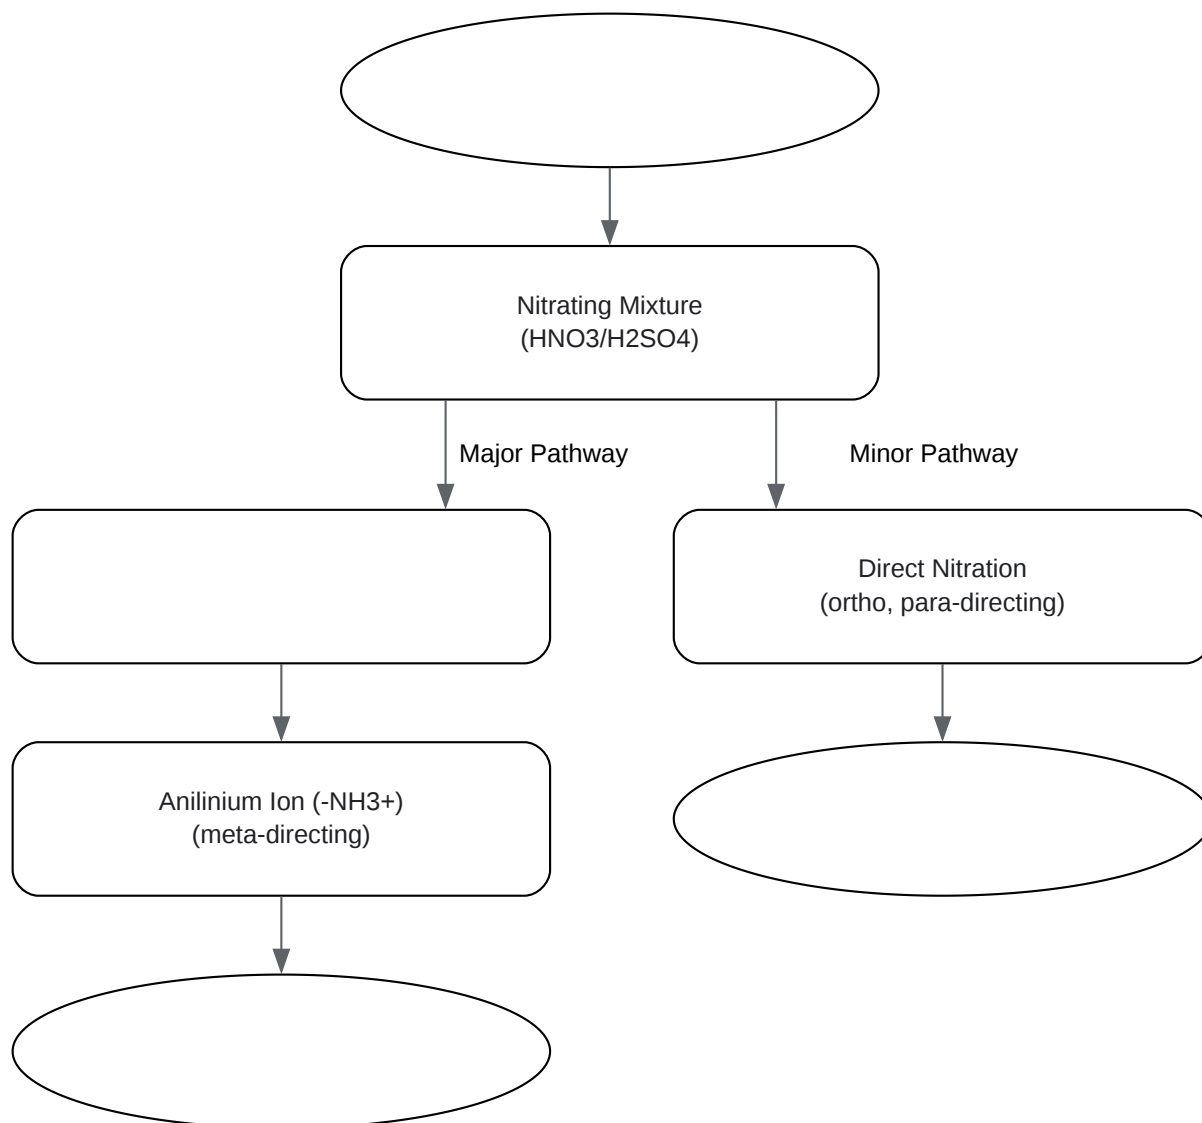 Nitrating Mixture
(HNO3/H2SO4)
Major Pathway
Minor Pathway
Direct Nitration
(ortho, para-directing)
Anilinium Ion (-NH3+)
(meta-directing)